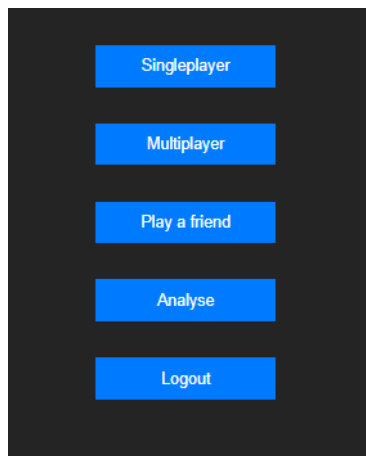 Singleplayer
Multiplayer
Play a friend
Analyse
Logout